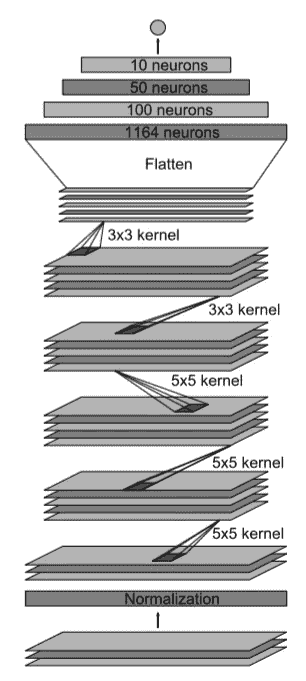 10 neurons
50 neurons
100 neurons
1164 neurons
Flatten
3x3 kernel
3x3 kernel
5x5 kernel
5x5 kernel
5x5 kernel
Normalization